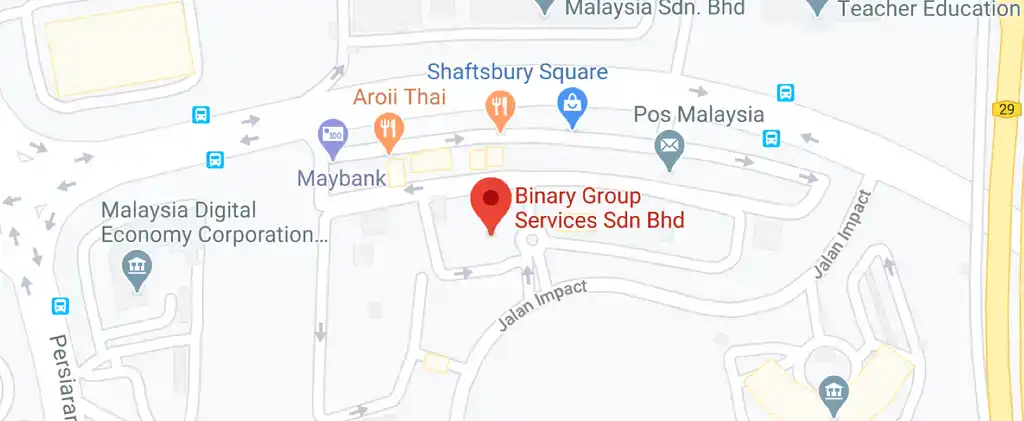 Malaysia Sdn. Bhd
Teacher Education
Shaftsbury Square
Aroii Thai
100
Pos Malaysia
29
Maybank
Binary Group
Services Sdn Bhd
Malaysia Digital
Economy Corporation...
Jalan Impact
Jalan Impact
Persiaran